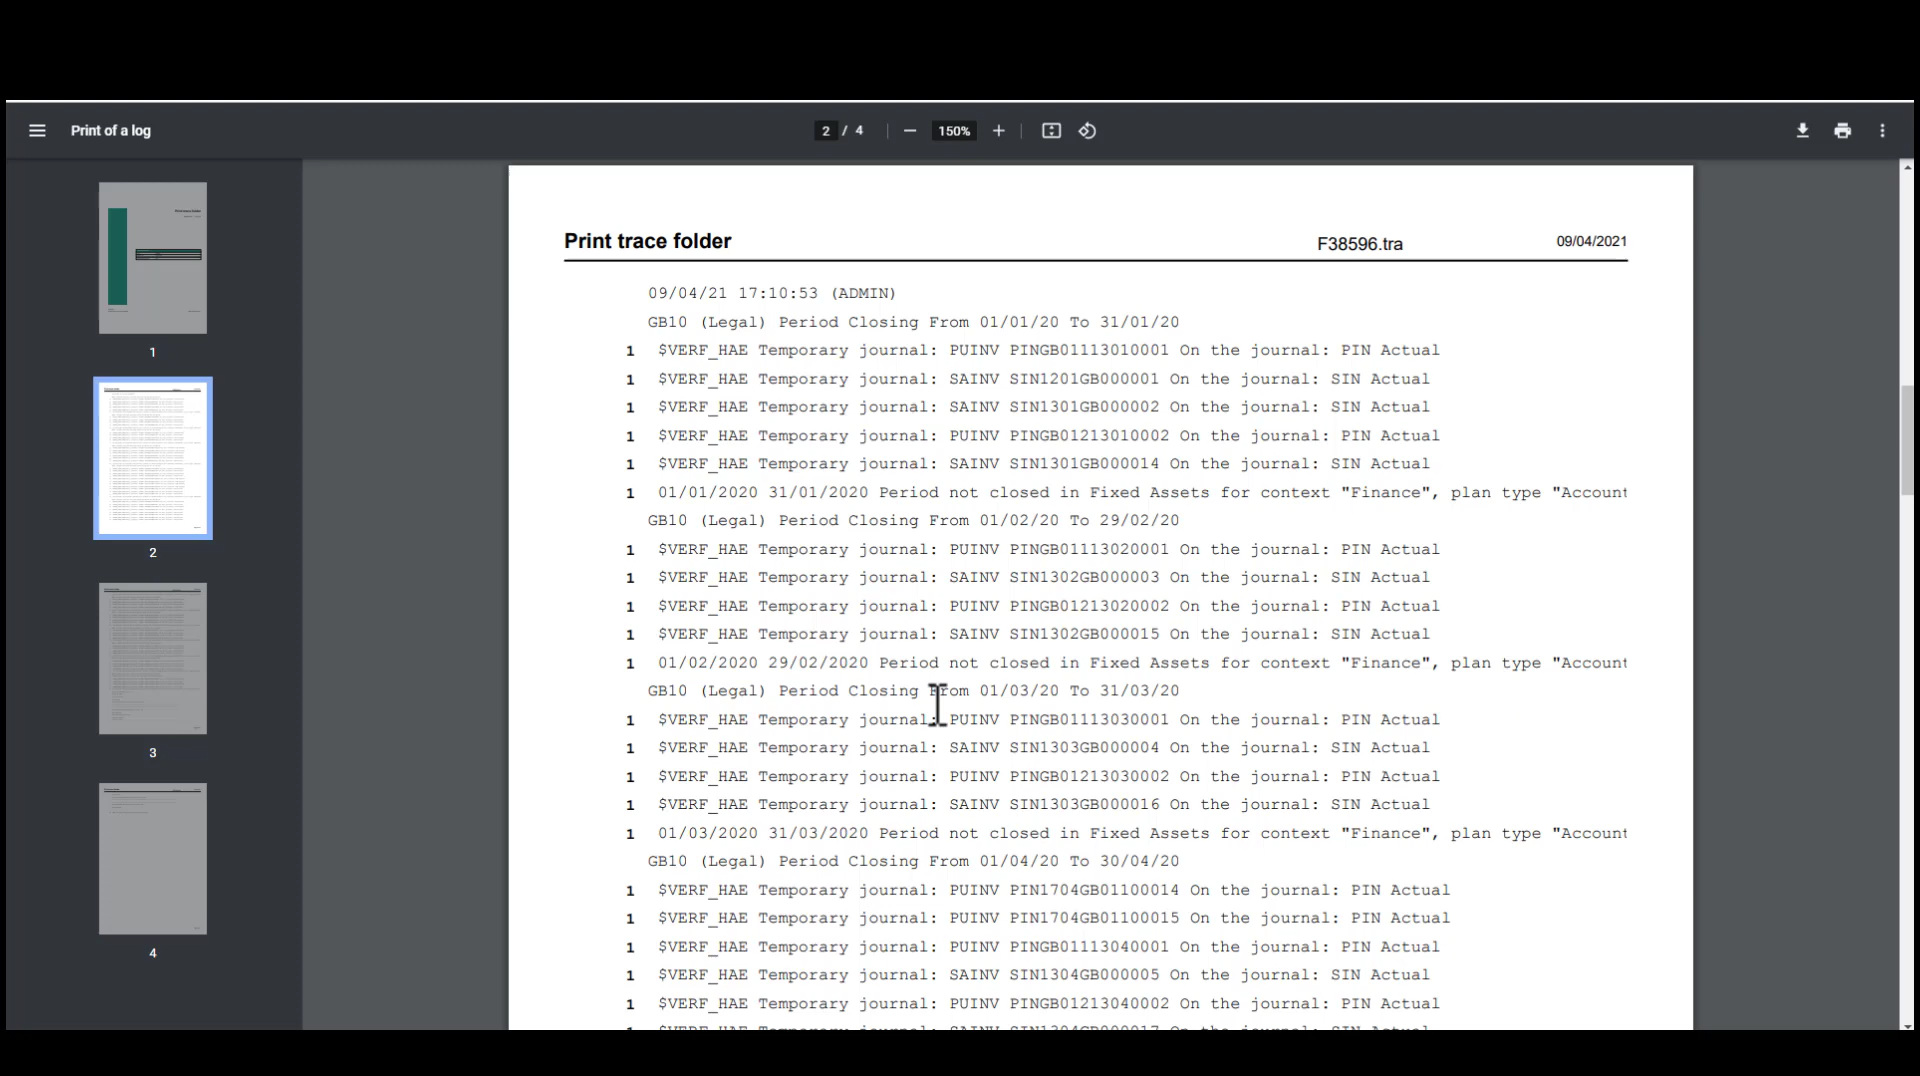 Print of a log
2 / 4
150%
1
2
3
4
Print trace folder F38596.tra 09/04/2021
09/04/21 17:10:53 (ADMIN)
GB10 (Legal) Period Closing From 01/01/20 To 31/01/20
1 $VERF_HAE Temporary journal: PUINV PINGB01113010001 On the journal: PIN Actual
1 $VERF_HAE Temporary journal: SAINV SIN1201GB000001 On the journal: SIN Actual
1 $VERF_HAE Temporary journal: SAINV SIN1301GB000002 On the journal: SIN Actual
1 $VERF_HAE Temporary journal: PUINV PINGB01213010002 On the journal: PIN Actual
1 $VERF_HAE Temporary journal: SAINV SIN1301GB000014 On the journal: SIN Actual
1 01/01/2020 31/01/2020 Period not closed in Fixed Assets for context "Finance", plan type "Account
GB10 (Legal) Period Closing From 01/02/20 To 29/02/20
1 $VERF_HAE Temporary journal: PUINV PINGB01113020001 On the journal: PIN Actual
1 $VERF_HAE Temporary journal: SAINV SIN1302GB000003 On the journal: SIN Actual
1 $VERF_HAE Temporary journal: PUINV PINGB01213020002 On the journal: PIN Actual
1 $VERF_HAE Temporary journal: SAINV SIN1302GB000015 On the journal: SIN Actual
1 01/02/2020 29/02/2020 Period not closed in Fixed Assets for context "Finance", plan type "Account
GB10 (Legal) Period Closing From 01/03/20 To 31/03/20
1 $VERF_HAE Temporary journal: PUINV PINGB01113030001 On the journal: PIN Actual
1 $VERF_HAE Temporary journal: SAINV SIN1303GB000004 On the journal: SIN Actual
1 $VERF_HAE Temporary journal: PUINV PINGB01213030002 On the journal: PIN Actual
1 $VERF_HAE Temporary journal: SAINV SIN1303GB000016 On the journal: SIN Actual
1 01/03/2020 31/03/2020 Period not closed in Fixed Assets for context "Finance", plan type "Account
GB10 (Legal) Period Closing From 01/04/20 To 30/04/20
1 $VERF_HAE Temporary journal: PUINV PIN1704GB01100014 On the journal: PIN Actual
1 $VERF_HAE Temporary journal: PUINV PIN1704GB01100015 On the journal: PIN Actual
1 $VERF_HAE Temporary journal: PUINV PINGB01113040001 On the journal: PIN Actual
1 $VERF_HAE Temporary journal: SAINV SIN1304GB000005 On the journal: SIN Actual
1 $VERF_HAE Temporary journal: PUINV PINGB01213040002 On the journal: PIN Actual